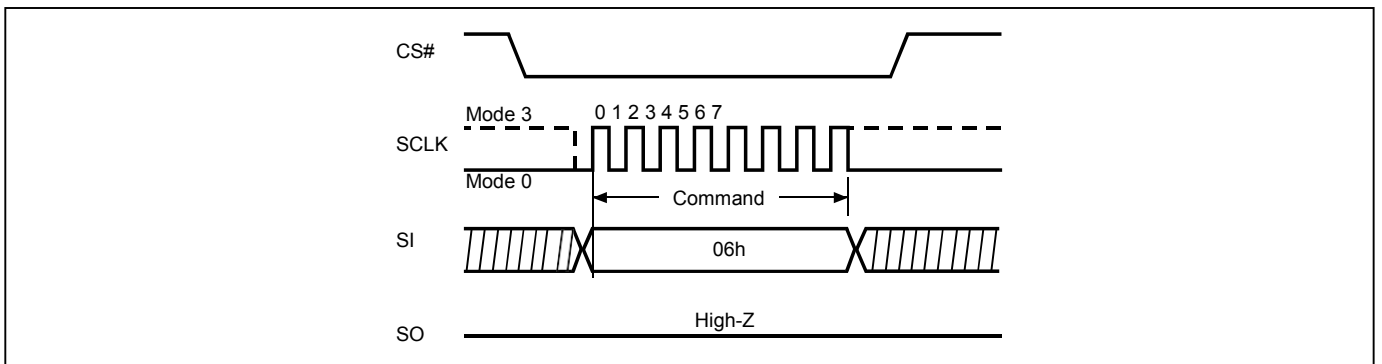 CS#
Mode 3
0 1 2 3 4 5 6 7
SCLK
Mode 0
Command
SI
06h
High-Z
SO